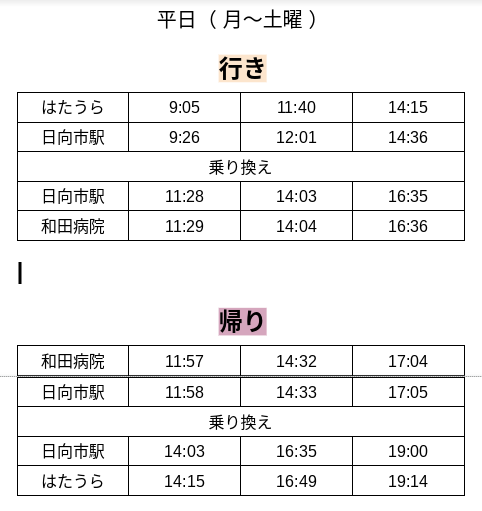 平日（ 月～土曜 ）
行き
はたうら 9:05 11:40 14:15
日向市駅 9:26 12:01 14:36
乗り換え
日向市駅 11:28 14:03 16:35
和田病院 11:29 14:04 16:36
帰り
和田病院 11:57 14:32 17:04
日向市駅 11:58 14:33 17:05
乗り換え
日向市駅 14:03 16:35 19:00
はたうら 14:15 16:49 19:14